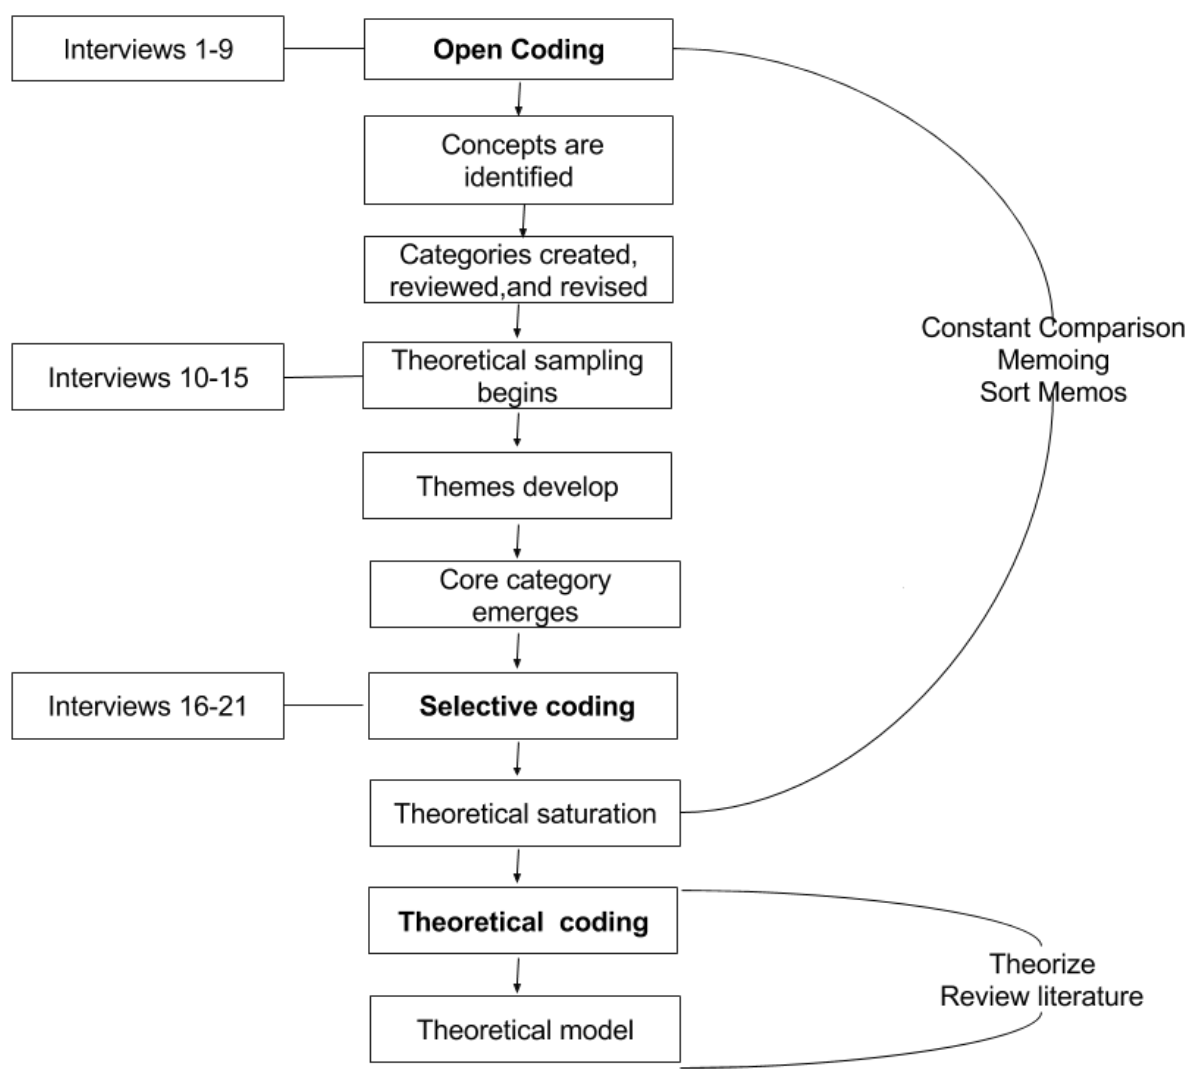 Interviews 1-9
Open Coding
Concepts are
identified
Categories created,
reviewed,and revised
Interviews 10-15
Theoretical sampling
begins
Constant Comparison
Memoing
Sort Memos
Themes develop
Core category
emerges
Interviews 16-21
Selective coding
Theoretical saturation
Theoretical coding
Theorize
Review literature
Theoretical model